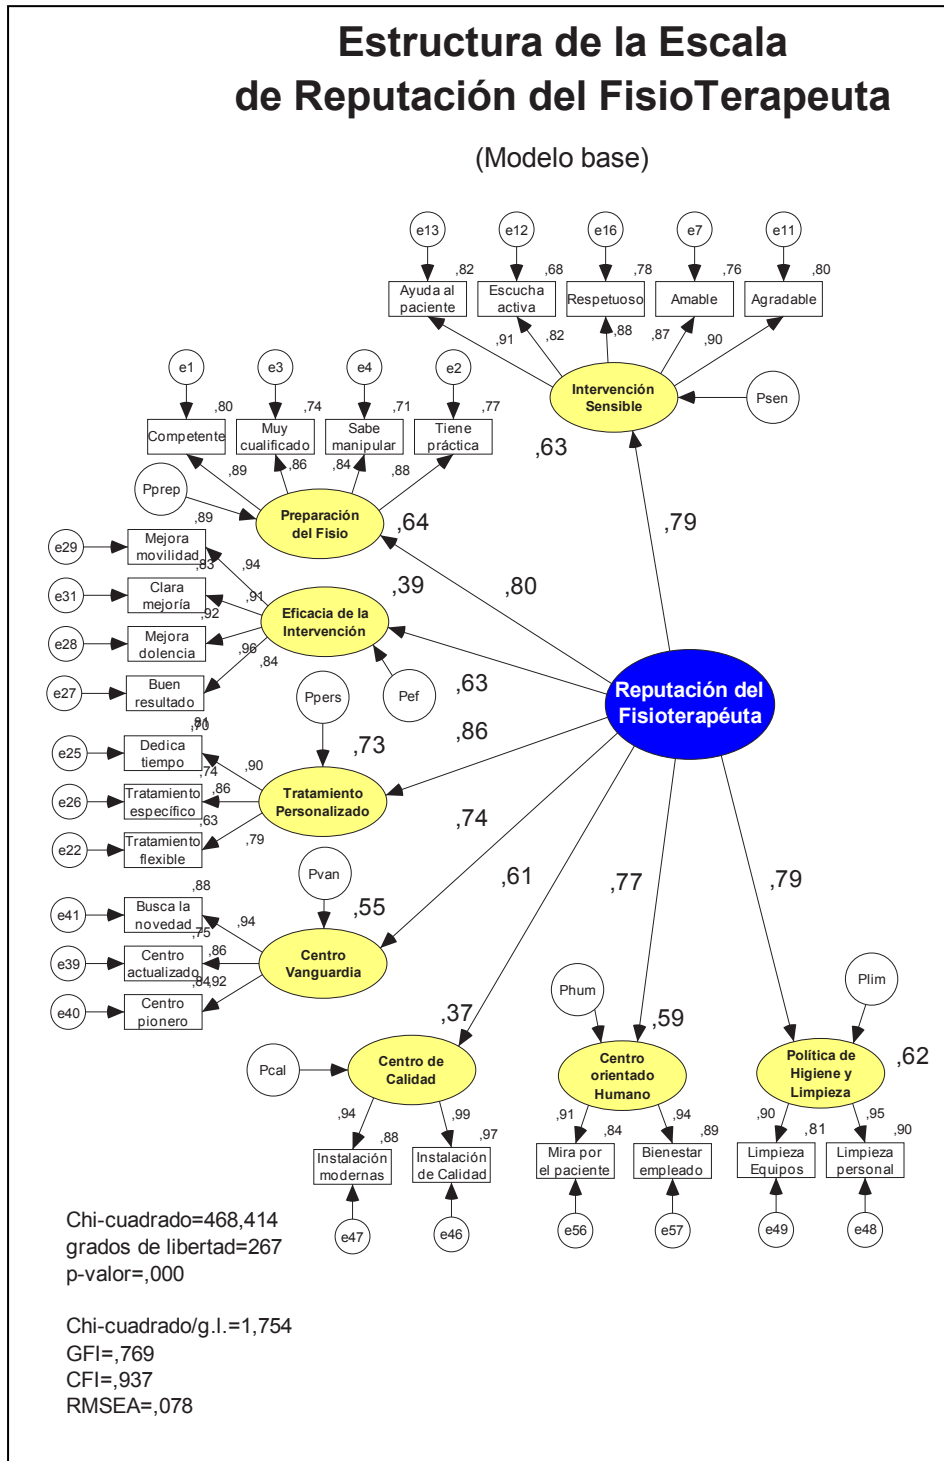 Estructura de la Escala
de Reputación del FisioTerapeuta
(Modelo base)
e13
e12
e16
e7
e11
,82
,68
,78
,76
,80
Ayuda al
paciente
Escucha
activa
Respetuoso
Amable
Agradable
,91
,82
,88
,87
,90
Intervención
Sensible
Psen
,63
e1
e3
e4
e2
,80
,74
,71
,77
Competente
Muy
cualificado
Sabe
manipular
Tiene
práctica
,89
,86
,84
,88
Pprep
Preparación
del Fisio
,64
,79
,80
e29
,89
Mejora
movilidad
,94
e31
,83
Clara
mejoría
,91
e28
,92
Mejora
dolencia
,96
e27
,84
Buen
resultado
Eficacia de la
Intervención
,39
Pef
,63
Reputación del
Fisioterapéuta
Ppers
,73
,86
e25
,81
,70
Dedica
tiempo
,90
e26
,74
Tratamiento
específico
,86
e22
,63
Tratamiento
flexible
,79
Tratamiento
Personalizado
,74
Pvan
,55
,61
,77
,79
e41
,88
Busca la
novedad
,94
e39
,75
Centro
actualizado
,86
e40
,84
Centro
pionero
,92
Centro
Vanguardia
Pcal
,37
Centro de
Calidad
Phum
,59
Centro
orientado
Humano
Plim
,62
Política de
Higiene y
Limpieza
,94
,99
,91
,94
,90
,95
,88
,97
,84
,89
,81
,90
Instalación
modernas
Instalación
de Calidad
Mira por
el paciente
Bienestar
empleado
Limpieza
Equipos
Limpieza
personal
e47
e46
e56
e57
e49
e48
Chi-cuadrado=468,414
grados de libertad=267
p-valor=,000
Chi-cuadrado/g.l.=1,754
GFI=,769
CFI=,937
RMSEA=,078